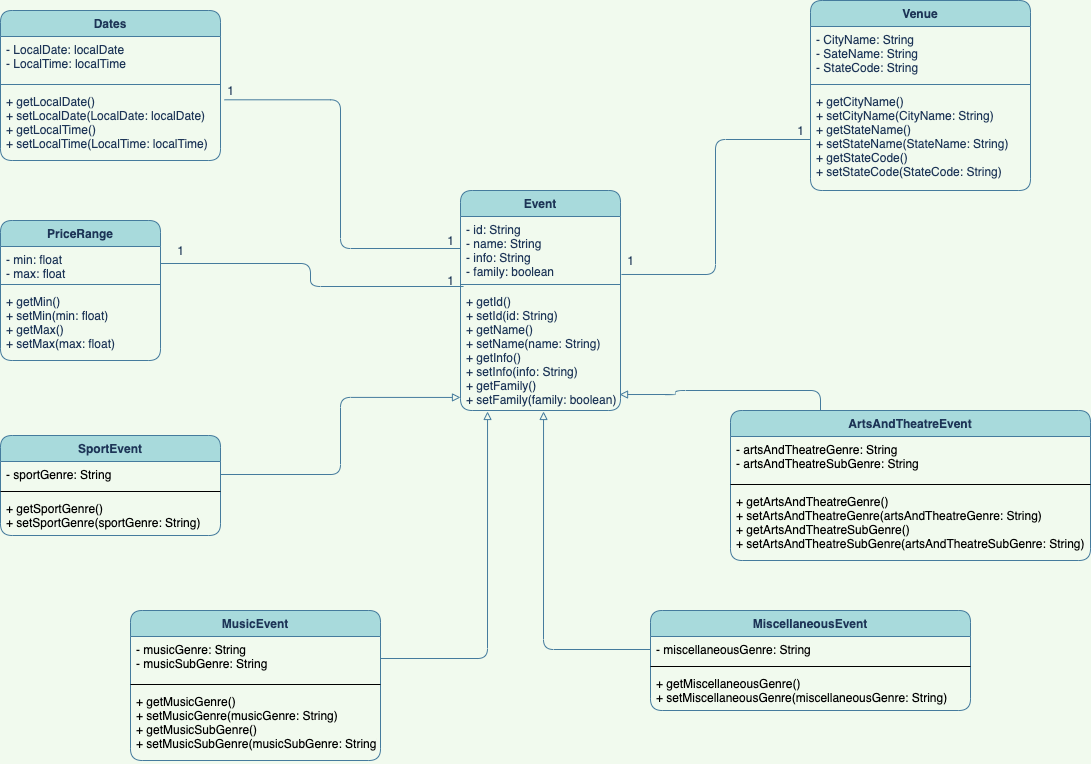 Dates
- LocalDate: localDate
- LocalTime: localTime
+ getLocalDate()
+ setLocalDate(LocalDate: localDate)
+ getLocalTime()
+ setLocalTime(LocalTime: localTime)
1
Venue
- CityName: String
- SateName: String
- StateCode: String
+ getCityName()
+ setCityName(CityName: String)
+ getStateName()
+ setStateName(StateName: String)
+ getStateCode()
+ setStateCode(StateCode: String)
1
PriceRange
- min: float
- max: float
+ getMin()
+ setMin(min: float)
+ getMax()
+ setMax(max: float)
1
Event
- id: String
- name: String
- info: String
- family: boolean
+ getId()
+ setId(id: String)
+ getName()
+ setName(name: String)
+ getInfo()
+ setInfo(info: String)
+ getFamily()
+ setFamily(family: boolean)
1
1
1
SportEvent
- sportGenre: String
+ getSportGenre()
+ setSportGenre(sportGenre: String)
ArtsAndTheatreEvent
- artsAndTheatreGenre: String
- artsAndTheatreSubGenre: String
+ getArtsAndTheatreGenre()
+ setArtsAndTheatreGenre(artsAndTheatreGenre: String)
+ getArtsAndTheatreSubGenre()
+ setArtsAndTheatreSubGenre(artsAndTheatreSubGenre: String)
MusicEvent
- musicGenre: String
- musicSubGenre: String
+ getMusicGenre()
+ setMusicGenre(musicGenre: String)
+ getMusicSubGenre()
+ setMusicSubGenre(musicSubGenre: String
MiscellaneousEvent
- miscellaneousGenre: String
+ getMiscellaneousGenre()
+ setMiscellaneousGenre(miscellaneousGenre: String)